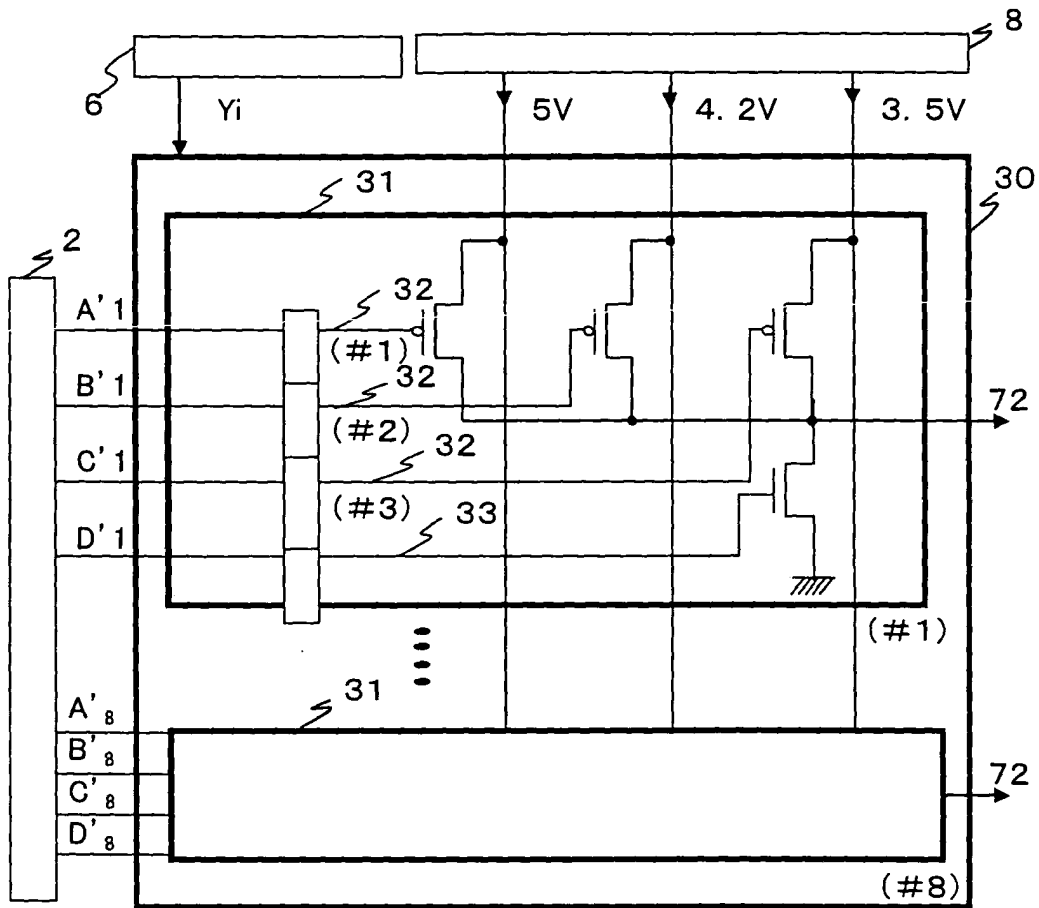 8
6
Yi
5V
4.2V
3.5V
31
30
2
A'1
32
(#1)
B'1
32
(#2)
72
C'1
32
(#3)
D'1
33
(#1)
31
A'8
B'8
C'8
D'8
72
(#8)